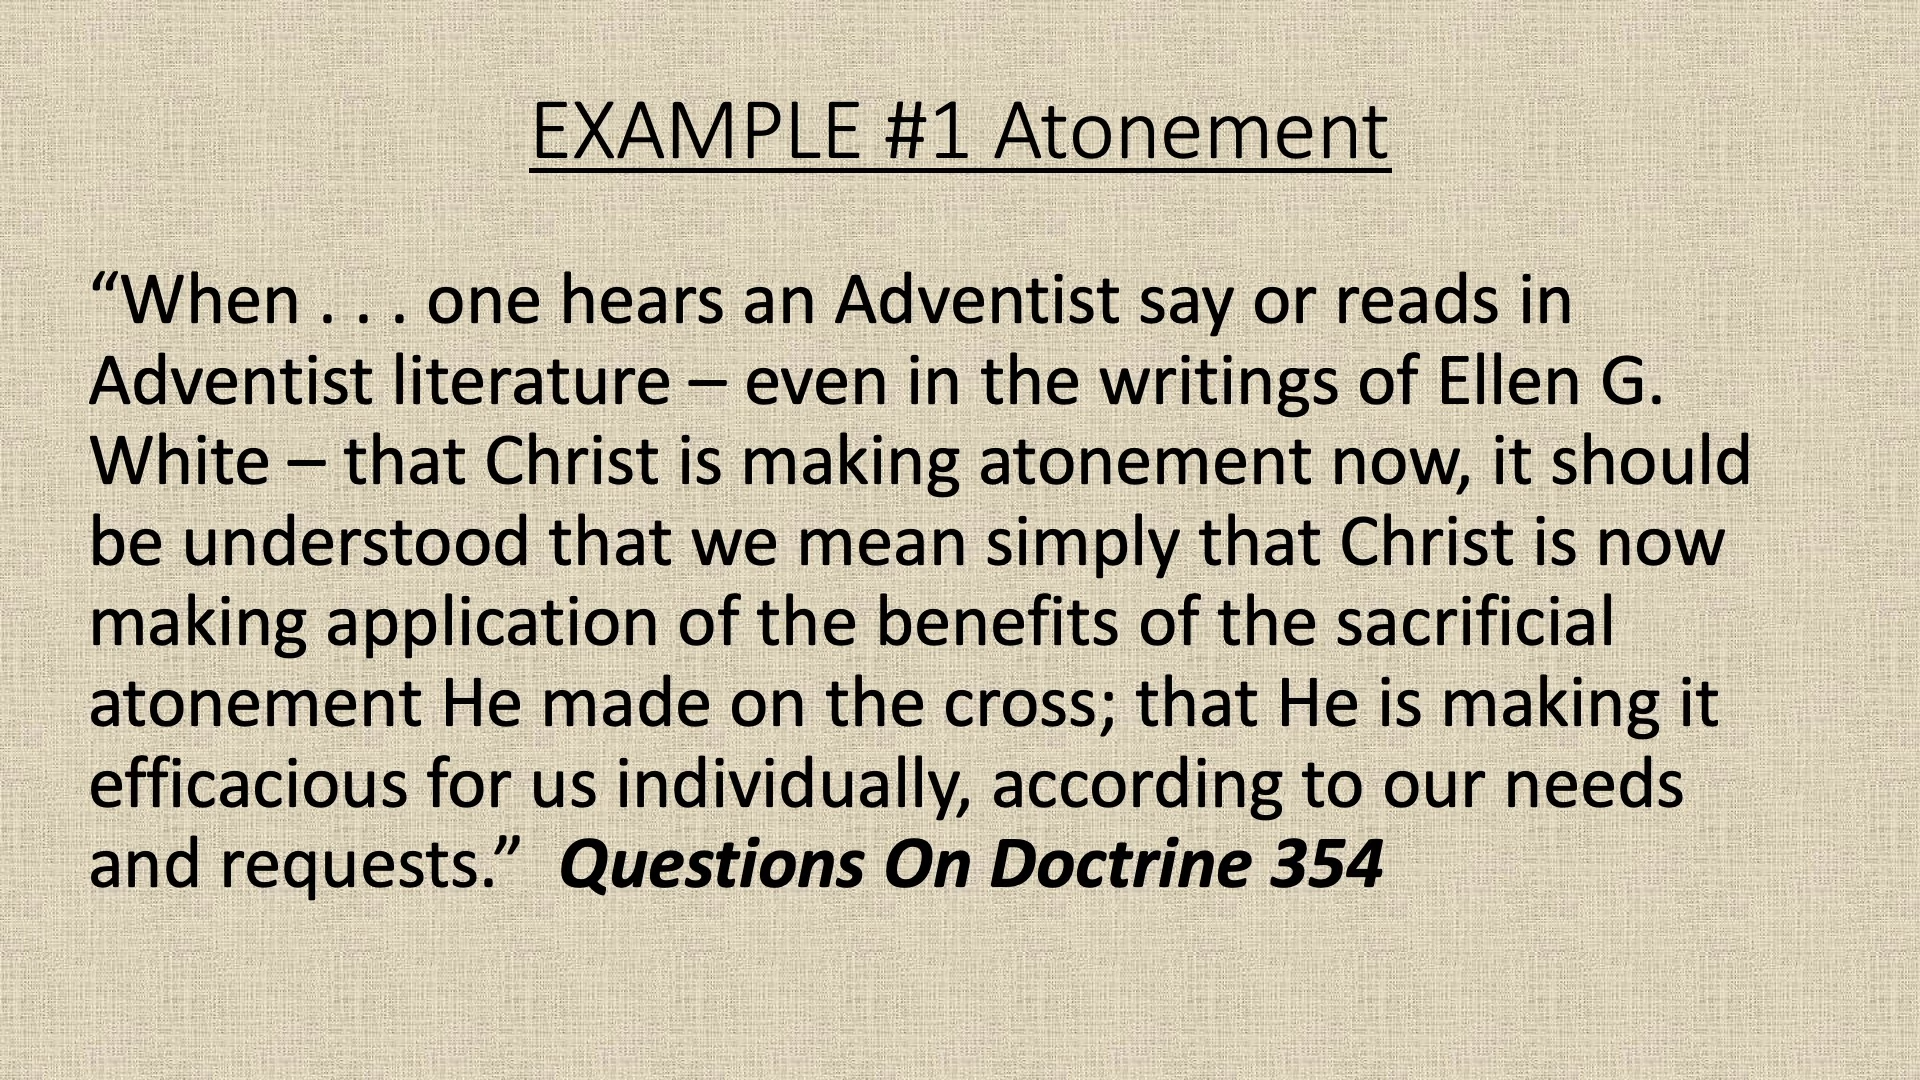 EXAMPLE #1 Atonement
“When . . . one hears an Adventist say or reads in
Adventist literature – even in the writings of Ellen G.
White – that Christ is making atonement now, it should
be understood that we mean simply that Christ is now
making application of the benefits of the sacrificial
atonement He made on the cross; that He is making it
efficacious for us individually, according to our needs
and requests.” Questions On Doctrine 354